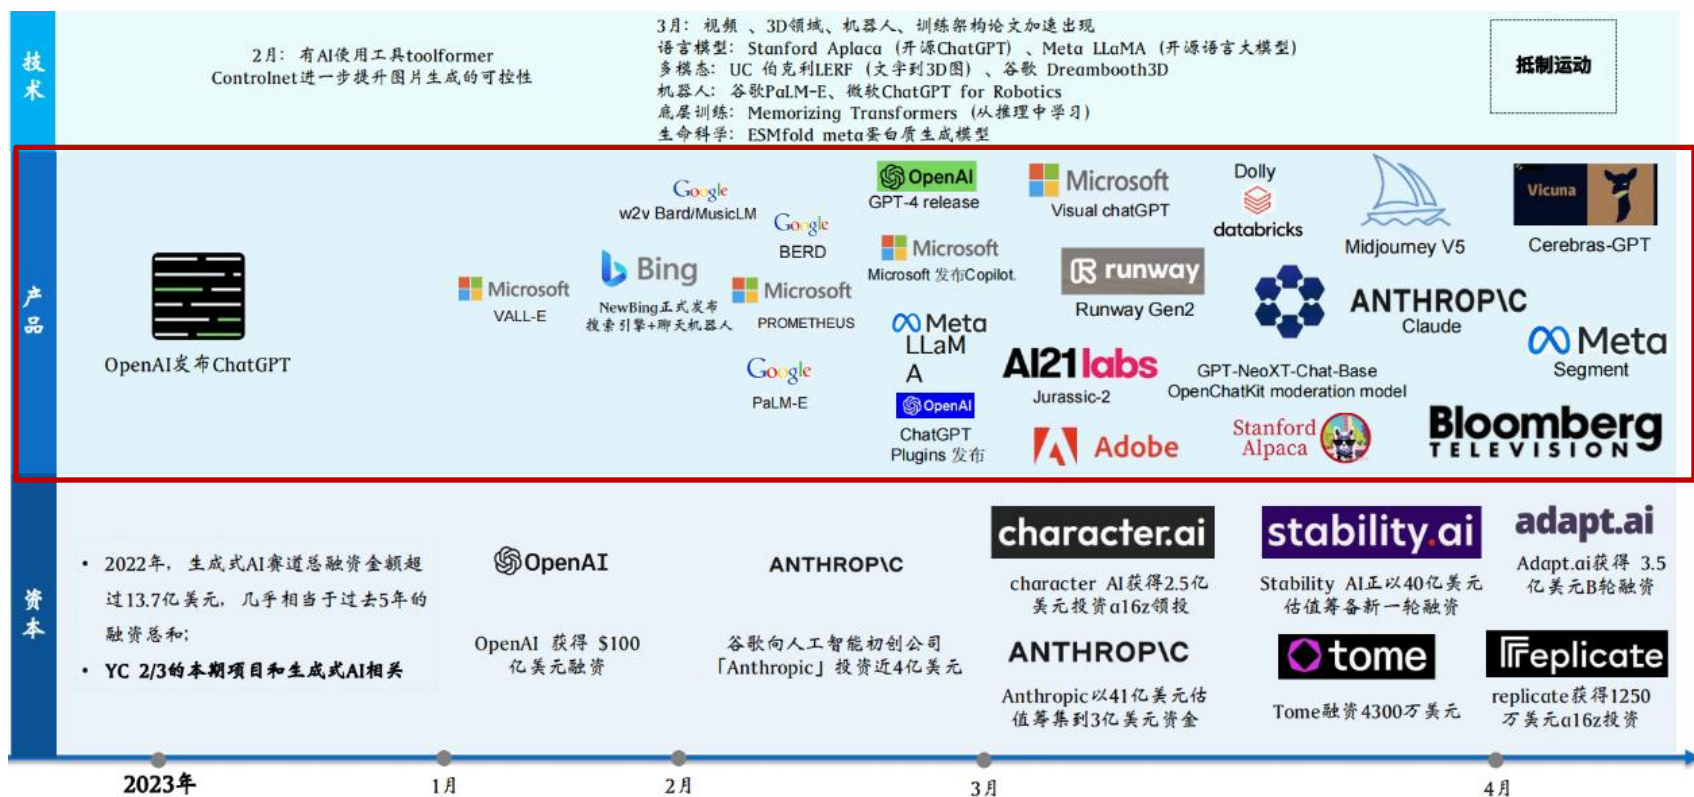 技术
2月：有AI使用工具toolformer
Controlnet进一步提升图片生成的可控性
3月：视频、3D领域、机器人、训练架构论文加速出现
语言模型：Stanford Aplaca（开源ChatGPT）、Meta LLaMA（开源语言大模型）
多模态：UC 伯克利LERF（文字到3D图）、谷歌 Dreambooth3D
机器人：谷歌PaLM-E、微软ChatGPT for Robotics
底层训练：Memorizing Transformers（从推理中学习）
生命科学：ESMfold meta蛋白质生成模型
抵制运动
产品
OpenAI发布ChatGPT
Microsoft
VALL-E
Google
w2v Bard/MusicLM
Bing
NewBing正式发布
搜索引擎+聊天机器人
Google
BERD
Microsoft
PROMETHEUS
Google
PaLM-E
OpenAI
GPT-4 release
Microsoft
Microsoft 发布Copilot.
Meta
LLaM
A
OpenAI
ChatGPT
Plugins 发布
Microsoft
Visual chatGPT
runway
Runway Gen2
AI21labs
Jurassic-2
Adobe
Dolly
databricks
GPT-NeoXT-Chat-Base
OpenChatKit moderation model
Stanford
Alpaca
Midjourney V5
ANTHROP\C
Claude
Vicuna
Cerebras-GPT
Meta
Segment
Bloomberg
TELEVISION
资本
• 2022年，生成式AI赛道总融资金额超
过13.7亿美元，几乎相当于过去5年的
融资总和;
• YC 2/3的本期项目和生成式AI相关
OpenAI
OpenAI 获得 $100
亿美元融资
ANTHROP\C
谷歌向人工智能初创公司
「Anthropic」投资近4亿美元
character.ai
character AI获得2.5亿
美元投资a16z领投
ANTHROP\C
Anthropic以41亿美元估
值筹集到3亿美元资金
stability.ai
Stability AI正以40亿美元
估值筹备新一轮融资
tome
Tome融资4300万美元
adapt.ai
Adapt.ai获得 3.5
亿美元B轮融资
replicate
replicate获得1250
万美元a16z投资
2023年
1月
2月
3月
4月